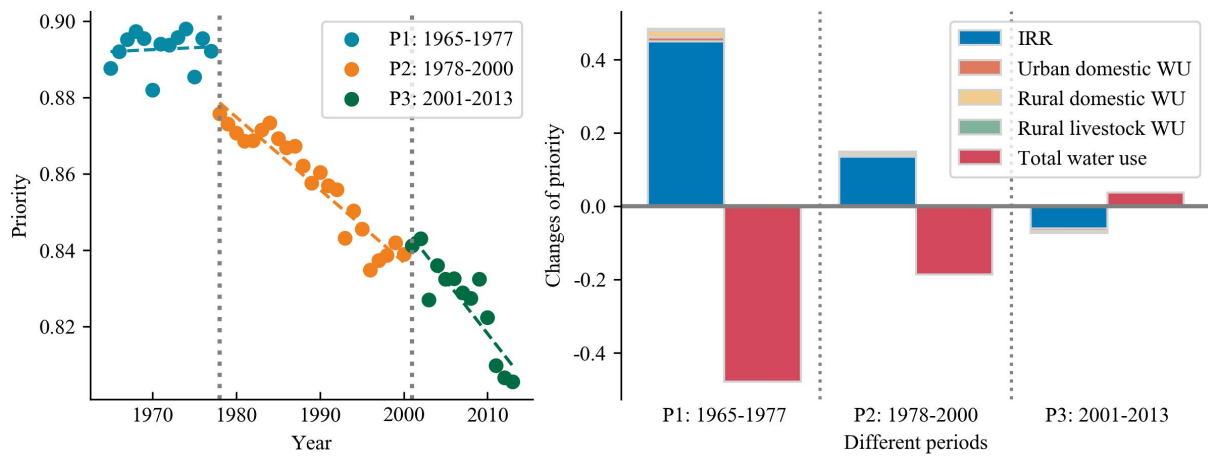 0.90
0.88
0.86
0.84
0.82
Priority
P1: 1965-1977
P2: 1978-2000
P3: 2001-2013
1970
1980
1990
2000
2010
Year
0.4
0.2
0.0
-0.2
-0.4
Changes of priority
IRR
Urban domestic WU
Rural domestic WU
Rural livestock WU
Total water use
P1: 1965-1977
P2: 1978-2000
P3: 2001-2013
Different periods